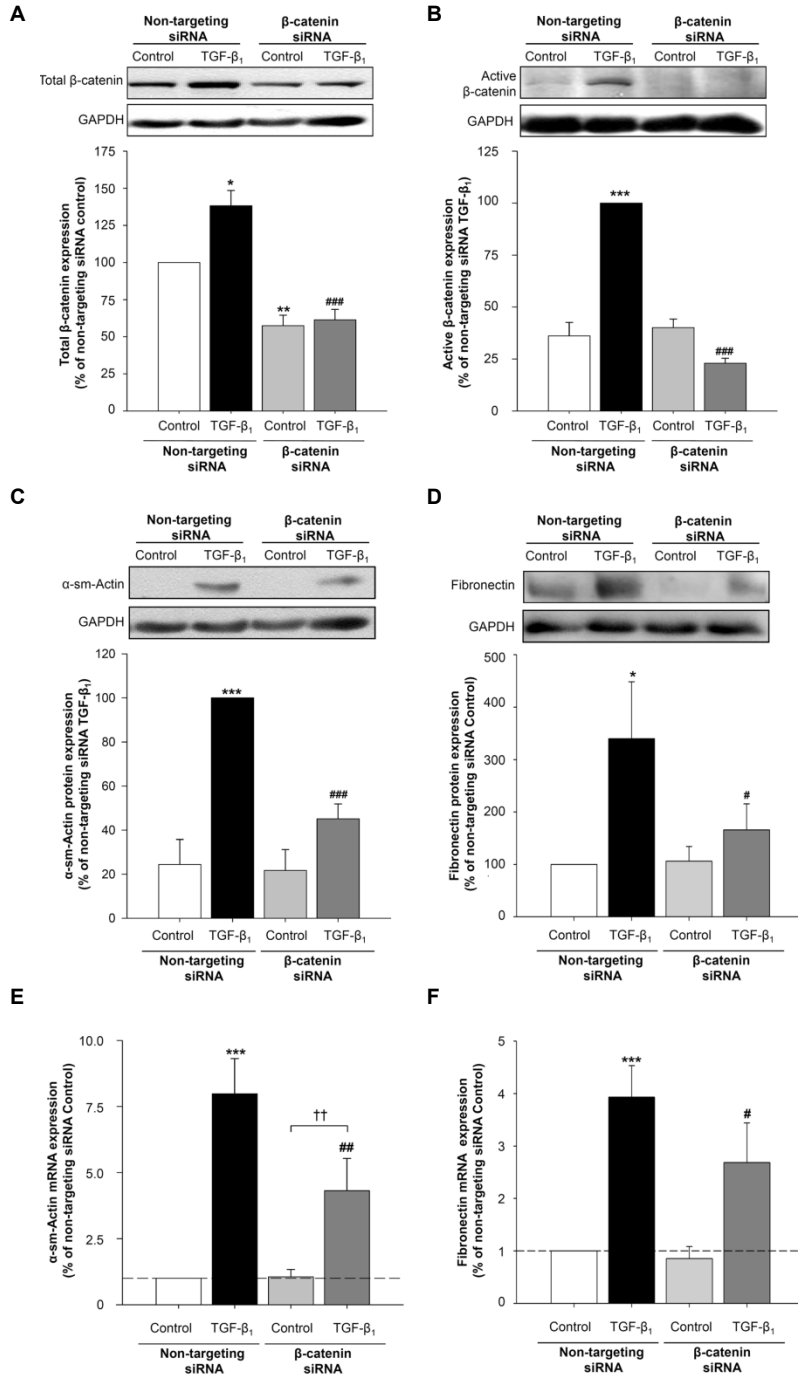 A
Non-targeting siRNA
β-catenin siRNA
Control TGF-β₁ Control TGF-β₁
Total β-catenin
GAPDH
Total β-catenin expression
(% of non-targeting siRNA control)
175
150
125
100
75
50
25
0
*
**
###
Control TGF-β₁ Control TGF-β₁
Non-targeting siRNA
β-catenin siRNA
B
Non-targeting siRNA
β-catenin siRNA
Control TGF-β₁ Control TGF-β₁
Active β-catenin
GAPDH
Active β-catenin expression
(% of non-targeting siRNA TGF-β₁)
125
100
75
50
25
0
***
###
Control TGF-β₁ Control TGF-β₁
Non-targeting siRNA
β-catenin siRNA
C
Non-targeting siRNA
β-catenin siRNA
Control TGF-β₁ Control TGF-β₁
α-sm-Actin
GAPDH
α-sm-Actin protein expression
(% of non-targeting siRNA TGF-β₁)
120
100
80
60
40
20
0
***
###
Control TGF-β₁ Control TGF-β₁
Non-targeting siRNA
β-catenin siRNA
D
Non-targeting siRNA
β-catenin siRNA
Control TGF-β₁ Control TGF-β₁
Fibronectin
GAPDH
Fibronectin protein expression
(% of non-targeting siRNA Control)
500
400
300
200
100
0
*
#
Control TGF-β₁ Control TGF-β₁
Non-targeting siRNA
β-catenin siRNA
E
α-sm-Actin mRNA expression
(% of non-targeting siRNA Control)
10.0
7.5
5.0
2.5
0
***
††
##
Control TGF-β₁ Control TGF-β₁
Non-targeting siRNA
β-catenin siRNA
F
Fibronectin mRNA expression
(% of non-targeting siRNA Control)
5
4
3
2
1
0
***
#
Control TGF-β₁ Control TGF-β₁
Non-targeting siRNA
β-catenin siRNA